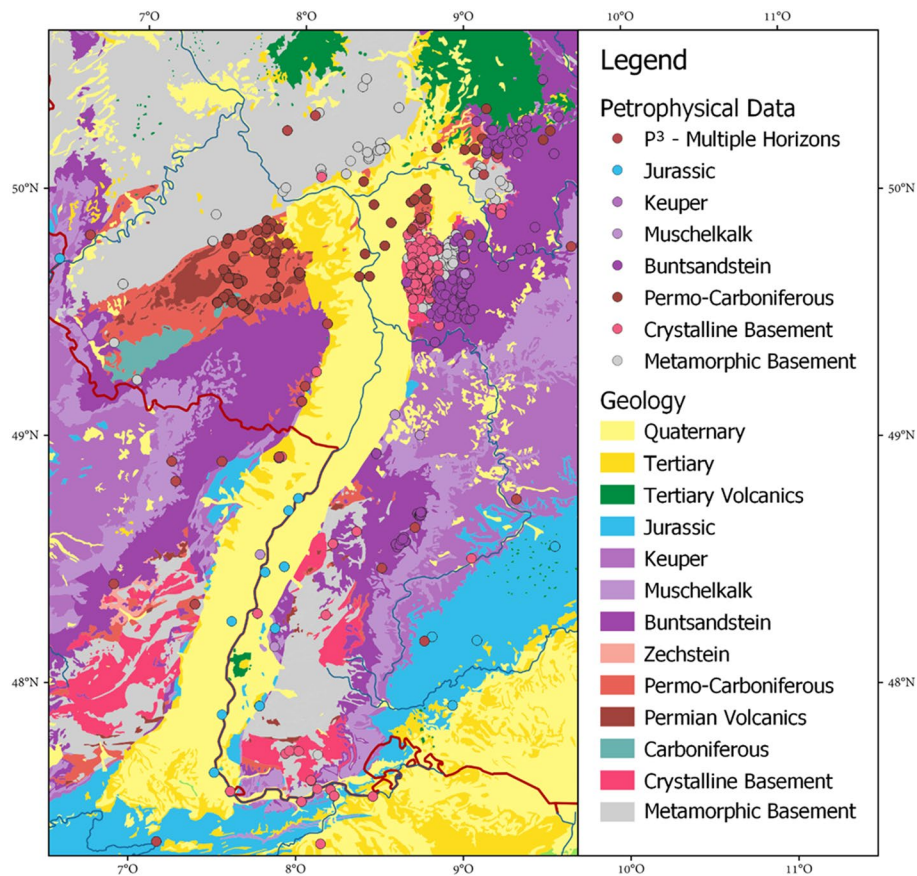 7°O 8°O 9°O 10°O 11°O
Legend
Petrophysical Data
P³ - Multiple Horizons
Jurassic
Keuper
50°N 50°N
Muschelkalk
Buntsandstein
Permo-Carboniferous
Crystalline Basement
Metamorphic Basement
Geology
49°N Quaternary 49°N
Tertiary
Tertiary Volcanics
Jurassic
Keuper
Muschelkalk
Buntsandstein
Zechstein
48°N Permo-Carboniferous 48°N
Permian Volcanics
Carboniferous
Crystalline Basement
Metamorphic Basement
7°O 8°O 9°O 10°O 11°O